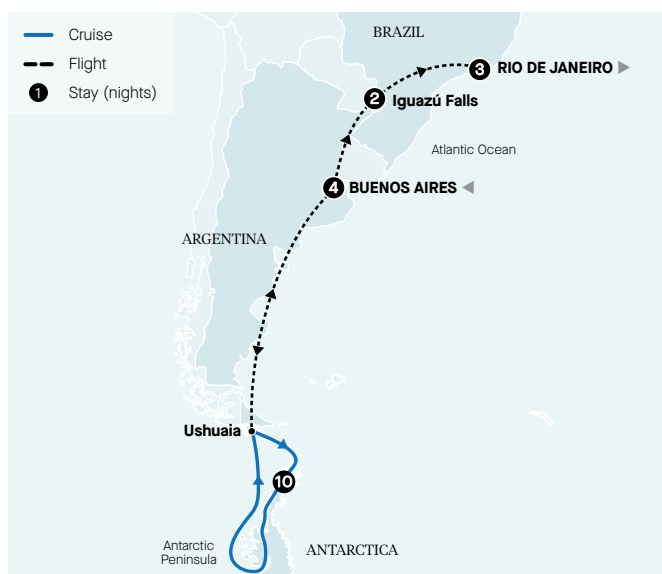 Cruise
Flight
1 Stay (nights)
BRAZIL
3 RIO DE JANEIRO
2 Iguazú Falls
Atlantic Ocean
4 BUENOS AIRES
ARGENTINA
Ushuaia
10
Antarctic
Peninsula
ANTARCTICA